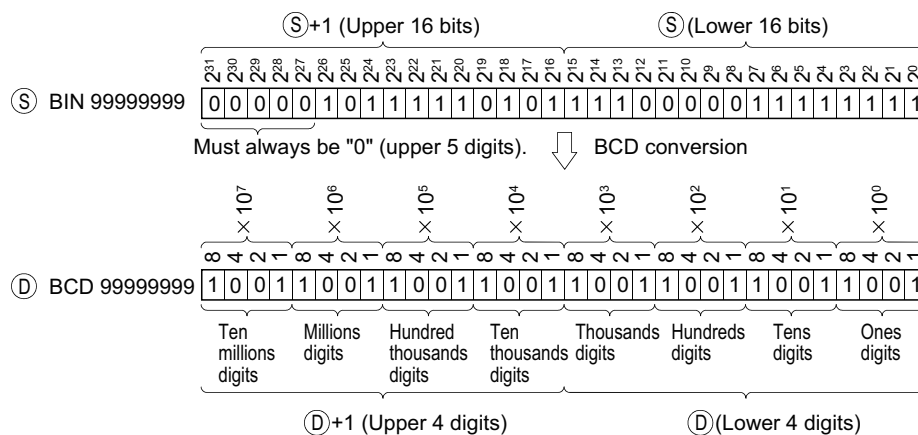 Ⓢ+1 (Upper 16 bits) Ⓢ(Lower 16 bits)
2³¹ 2³⁰ 2²⁹ 2²⁸ 2²⁷ 2²⁶ 2²⁵ 2²⁴ 2²³ 2²² 2²¹ 2²⁰ 2¹⁹ 2¹⁸ 2¹⁷ 2¹⁶ 2¹⁵ 2¹⁴ 2¹³ 2¹² 2¹¹ 2¹⁰ 2⁹ 2⁸ 2⁷ 2⁶ 2⁵ 2⁴ 2³ 2² 2¹ 2⁰
Ⓢ BIN 99999999 0 0 0 0 0 1 0 1 1 1 1 1 0 1 0 1 1 1 1 0 0 0 0 0 1 1 1 1 1 1 1 1
Must always be "0" (upper 5 digits). BCD conversion
×10⁷ ×10⁶ ×10⁵ ×10⁴ ×10³ ×10² ×10¹ ×10⁰
8 4 2 1 8 4 2 1 8 4 2 1 8 4 2 1 8 4 2 1 8 4 2 1 8 4 2 1 8 4 2 1
Ⓓ BCD 99999999 1 0 0 1 1 0 0 1 1 0 0 1 1 0 0 1 1 0 0 1 1 0 0 1 1 0 0 1 1 0 0 1
Ten Millions Hundred Ten Thousands Hundreds Tens Ones
millions digits thousands thousands digits digits digits digits
digits digits digits
Ⓓ+1 (Upper 4 digits) Ⓓ(Lower 4 digits)